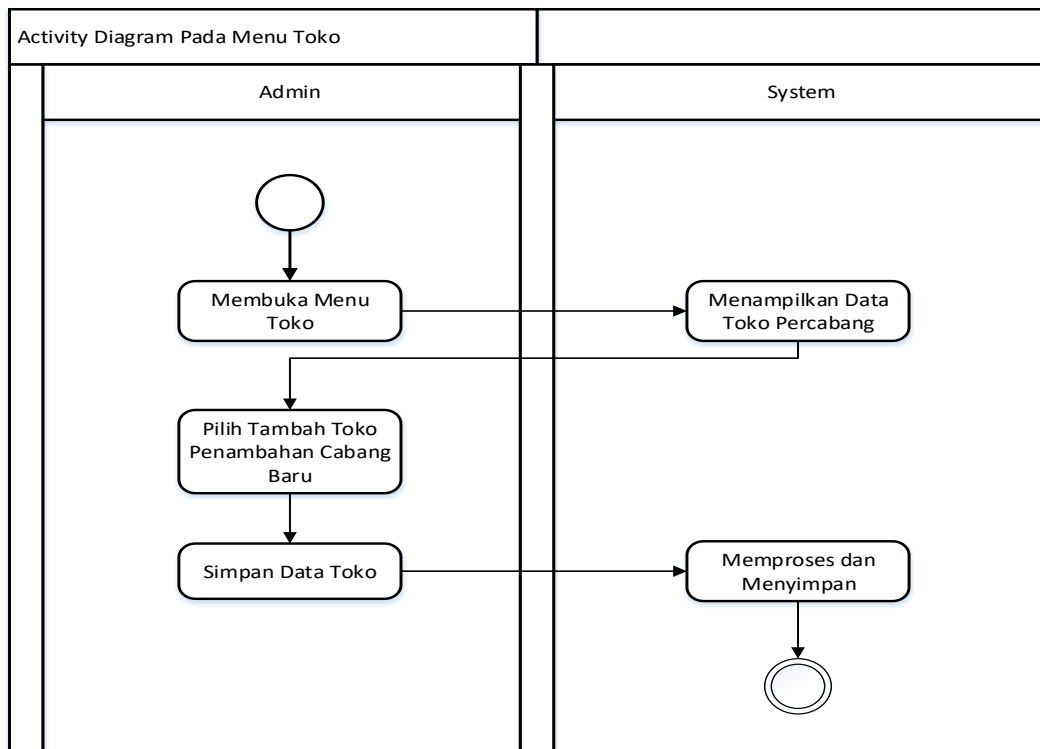 Activity Diagram Pada Menu Toko
Admin
System
Membuka Menu
Toko
Menampilkan Data
Toko Percabang
Pilih Tambah Toko
Penambahan Cabang
Baru
Simpan Data Toko
Memproses dan
Menyimpan